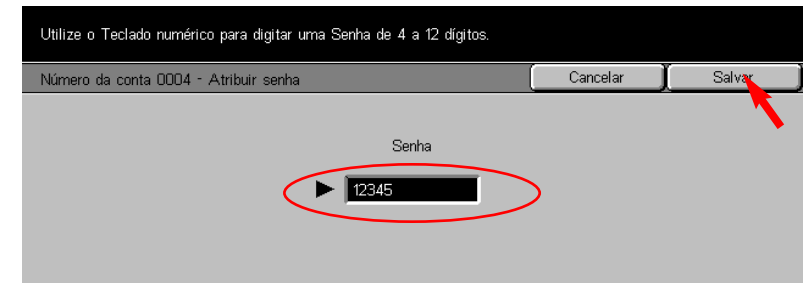 Utilize o Teclado numérico para digitar uma Senha de 4 a 12 dígitos.
Número da conta 0004 - Atribuir senha
Cancelar
Salvar
Senha
12345